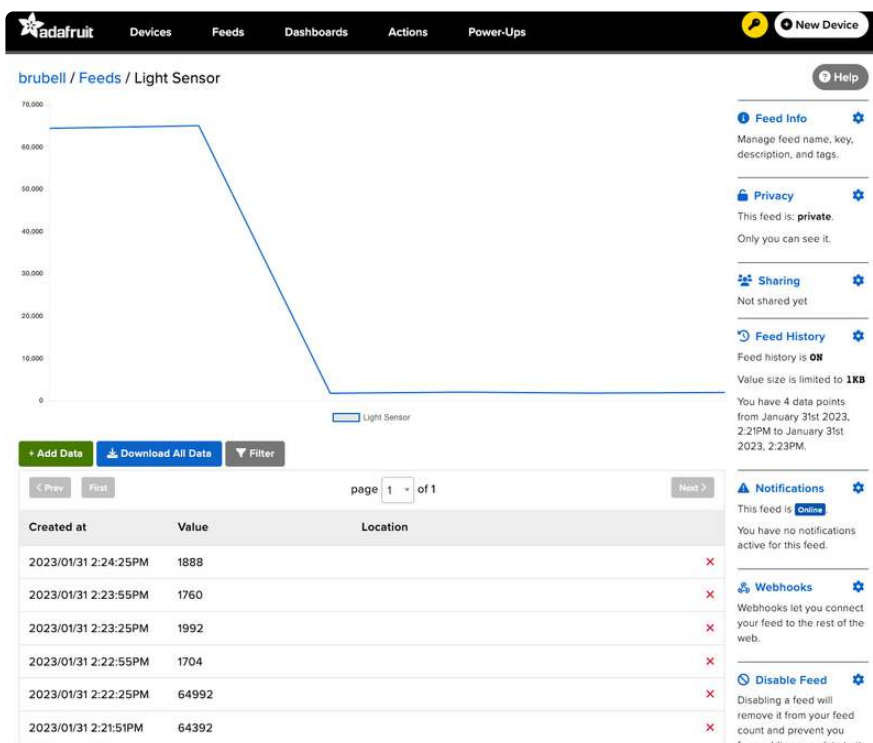 adafruit Devices Feeds Dashboards Actions Power-Ups New Device
brubell / Feeds / Light Sensor
Help
70,000
60,000
50,000
40,000
30,000
20,000
10,000
0
Light Sensor
+ Add Data Download All Data Filter
< Prev First page 1 of 1 Next >
Created at Value Location
2023/01/31 2:24:25PM 1888 ×
2023/01/31 2:23:55PM 1760 ×
2023/01/31 2:23:25PM 1992 ×
2023/01/31 2:22:55PM 1704 ×
2023/01/31 2:22:25PM 64992 ×
2023/01/31 2:21:51PM 64392 ×
Feed Info
Manage feed name, key,
description, and tags.
Privacy
This feed is: private.
Only you can see it.
Sharing
Not shared yet
Feed History
Feed history is ON
Value size is limited to 1KB
You have 4 data points
from January 31st 2023,
2:21PM to January 31st
2023, 2:23PM.
Notifications
This feed is Online.
You have no notifications
active for this feed.
Webhooks
Webhooks let you connect
your feed to the rest of the
web.
Disable Feed
Disabling a feed will
remove it from your feed
count and prevent you